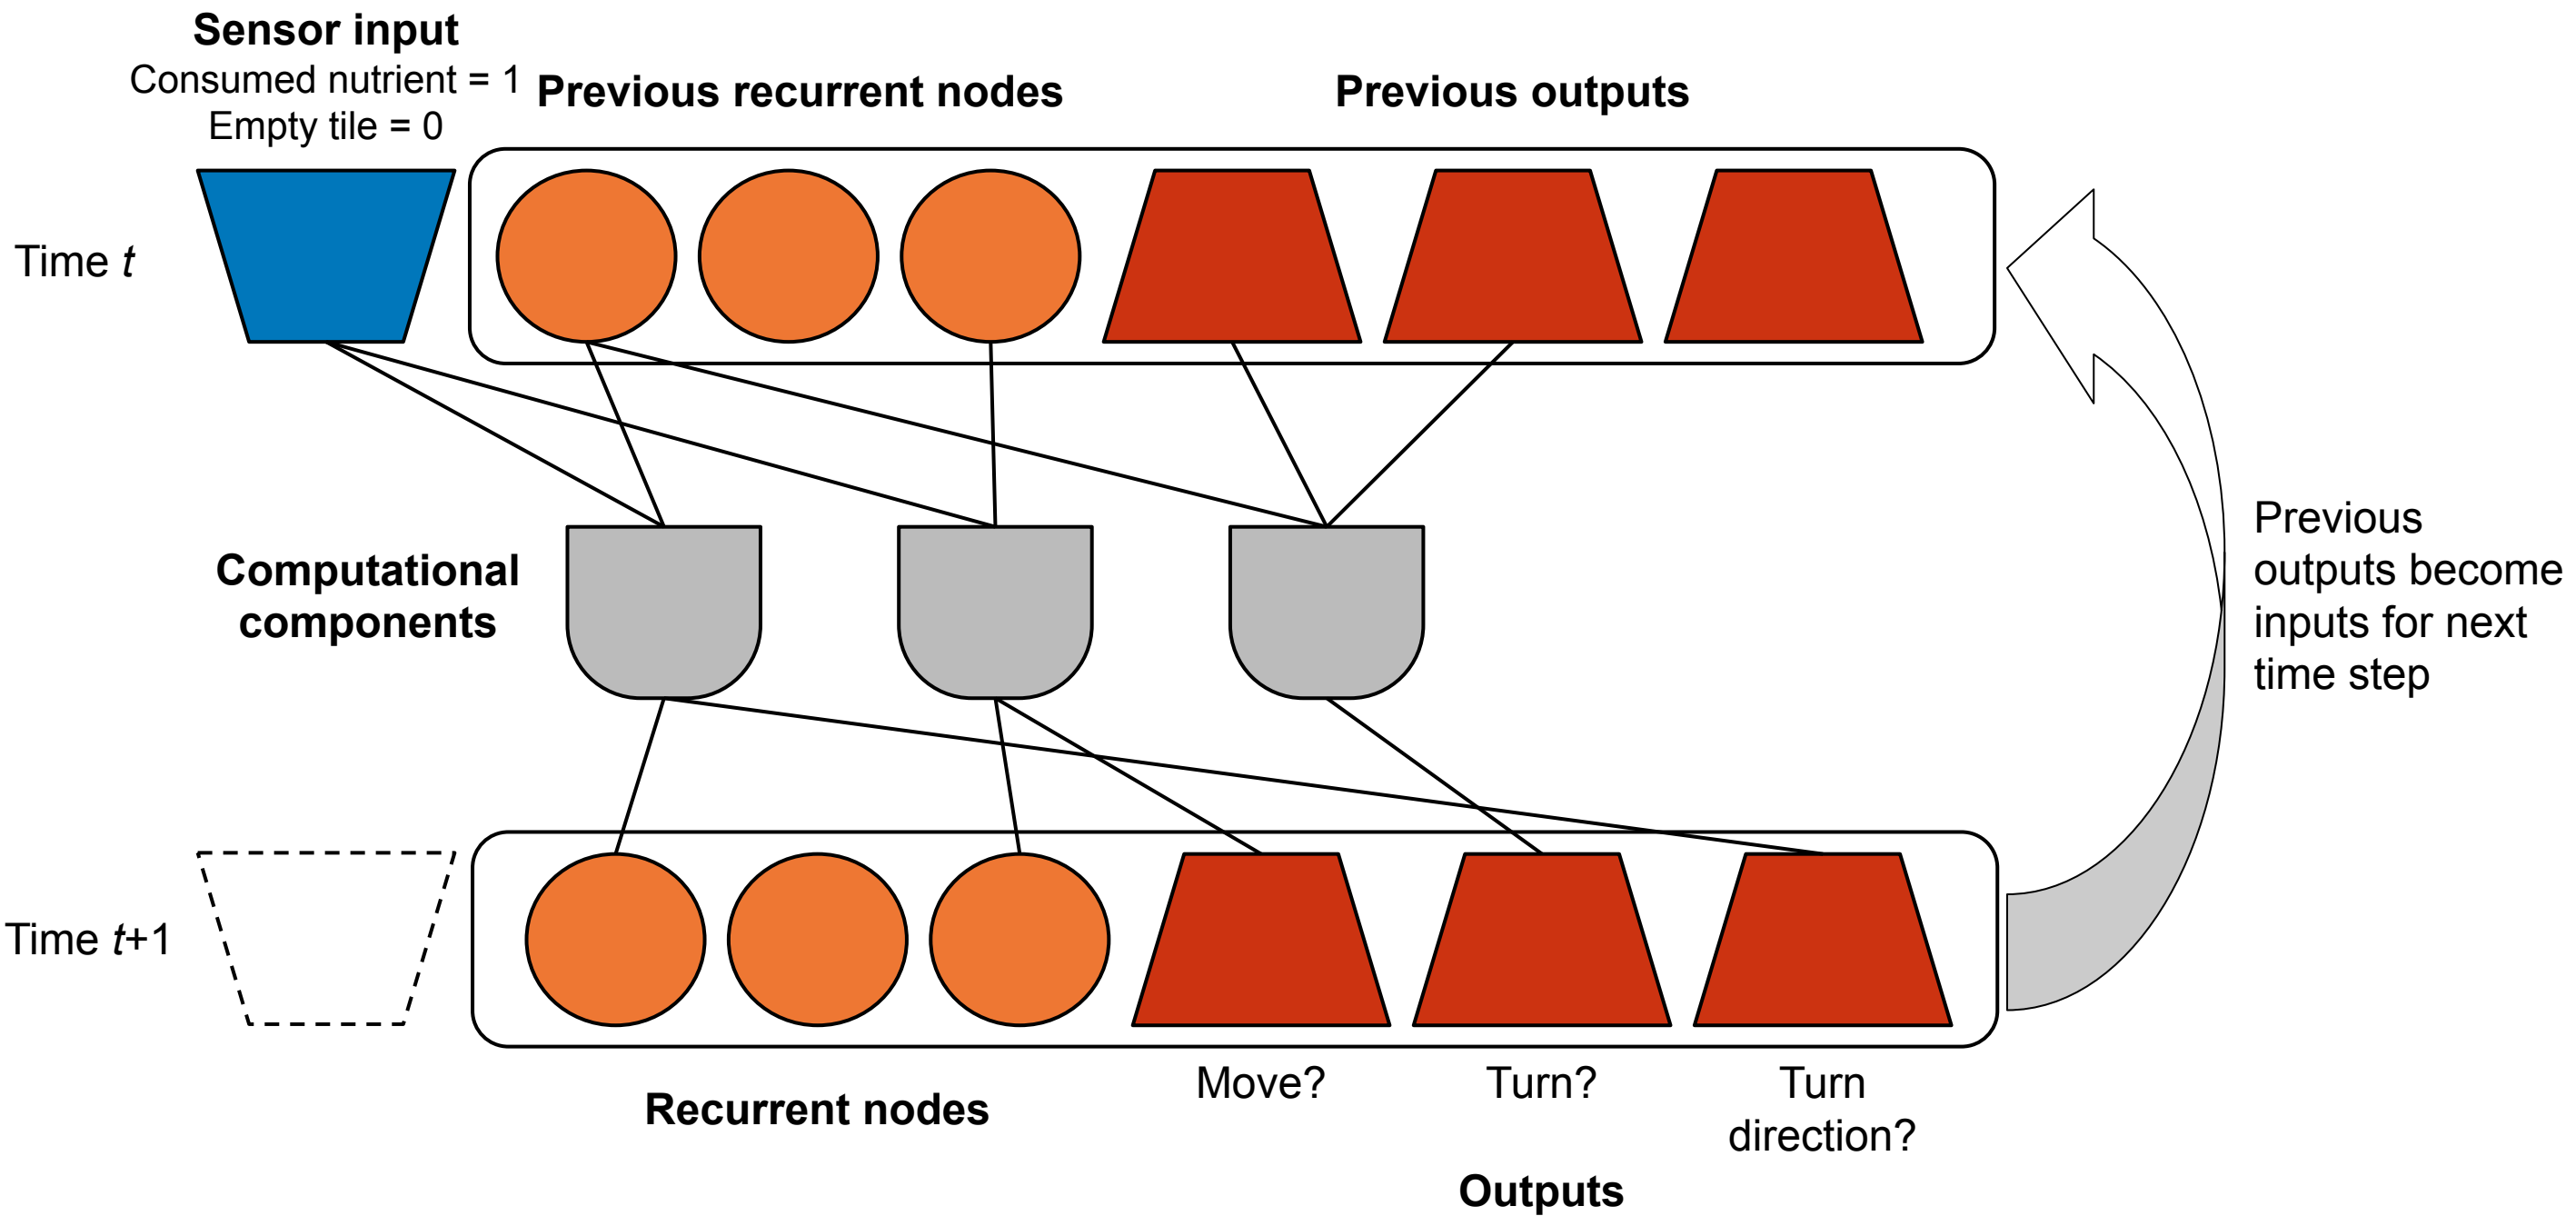 Sensor input
Consumed nutrient = 1
Empty tile = 0
Previous recurrent nodes
Previous outputs
Time t
Computational
components
Previous
outputs become
inputs for next
time step
Time t+1
Move?
Turn?
Turn
direction?
Recurrent nodes
Outputs